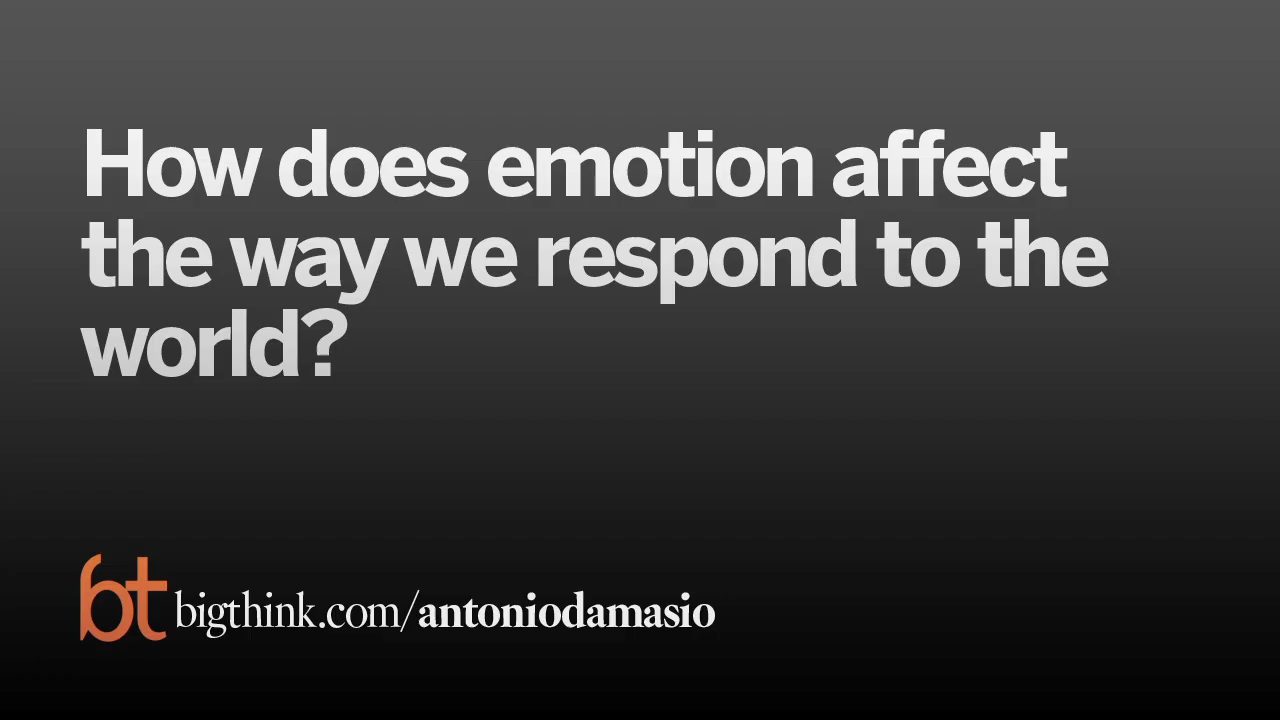 How does emotion affect
the way we respond to the
world?
bt bigthink.com/antoniodamasio